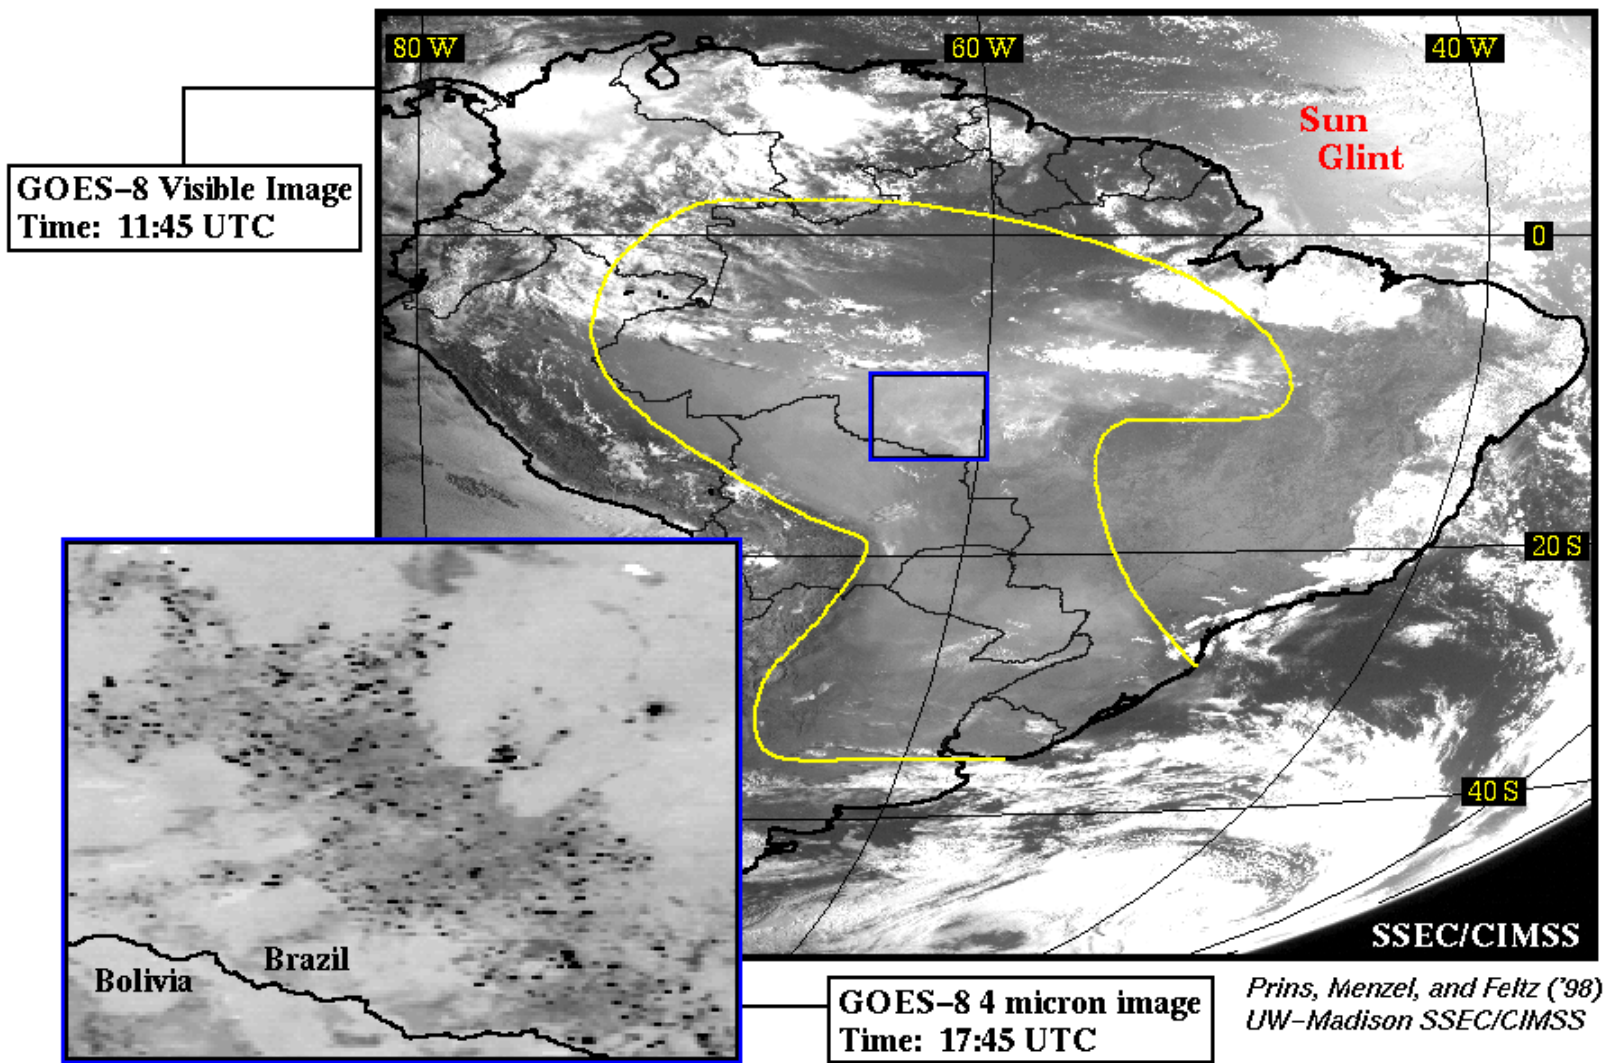 80 W
60 W
40 W
Sun
Glint
GOES-8 Visible Image
Time: 11:45 UTC
0
20 S
40 S
SSEC/CIMSS
Brazil
Bolivia
GOES-8 4 micron image
Time: 17:45 UTC
Prins, Menzel, and Feltz ('98)
UW-Madison SSEC/CIMSS